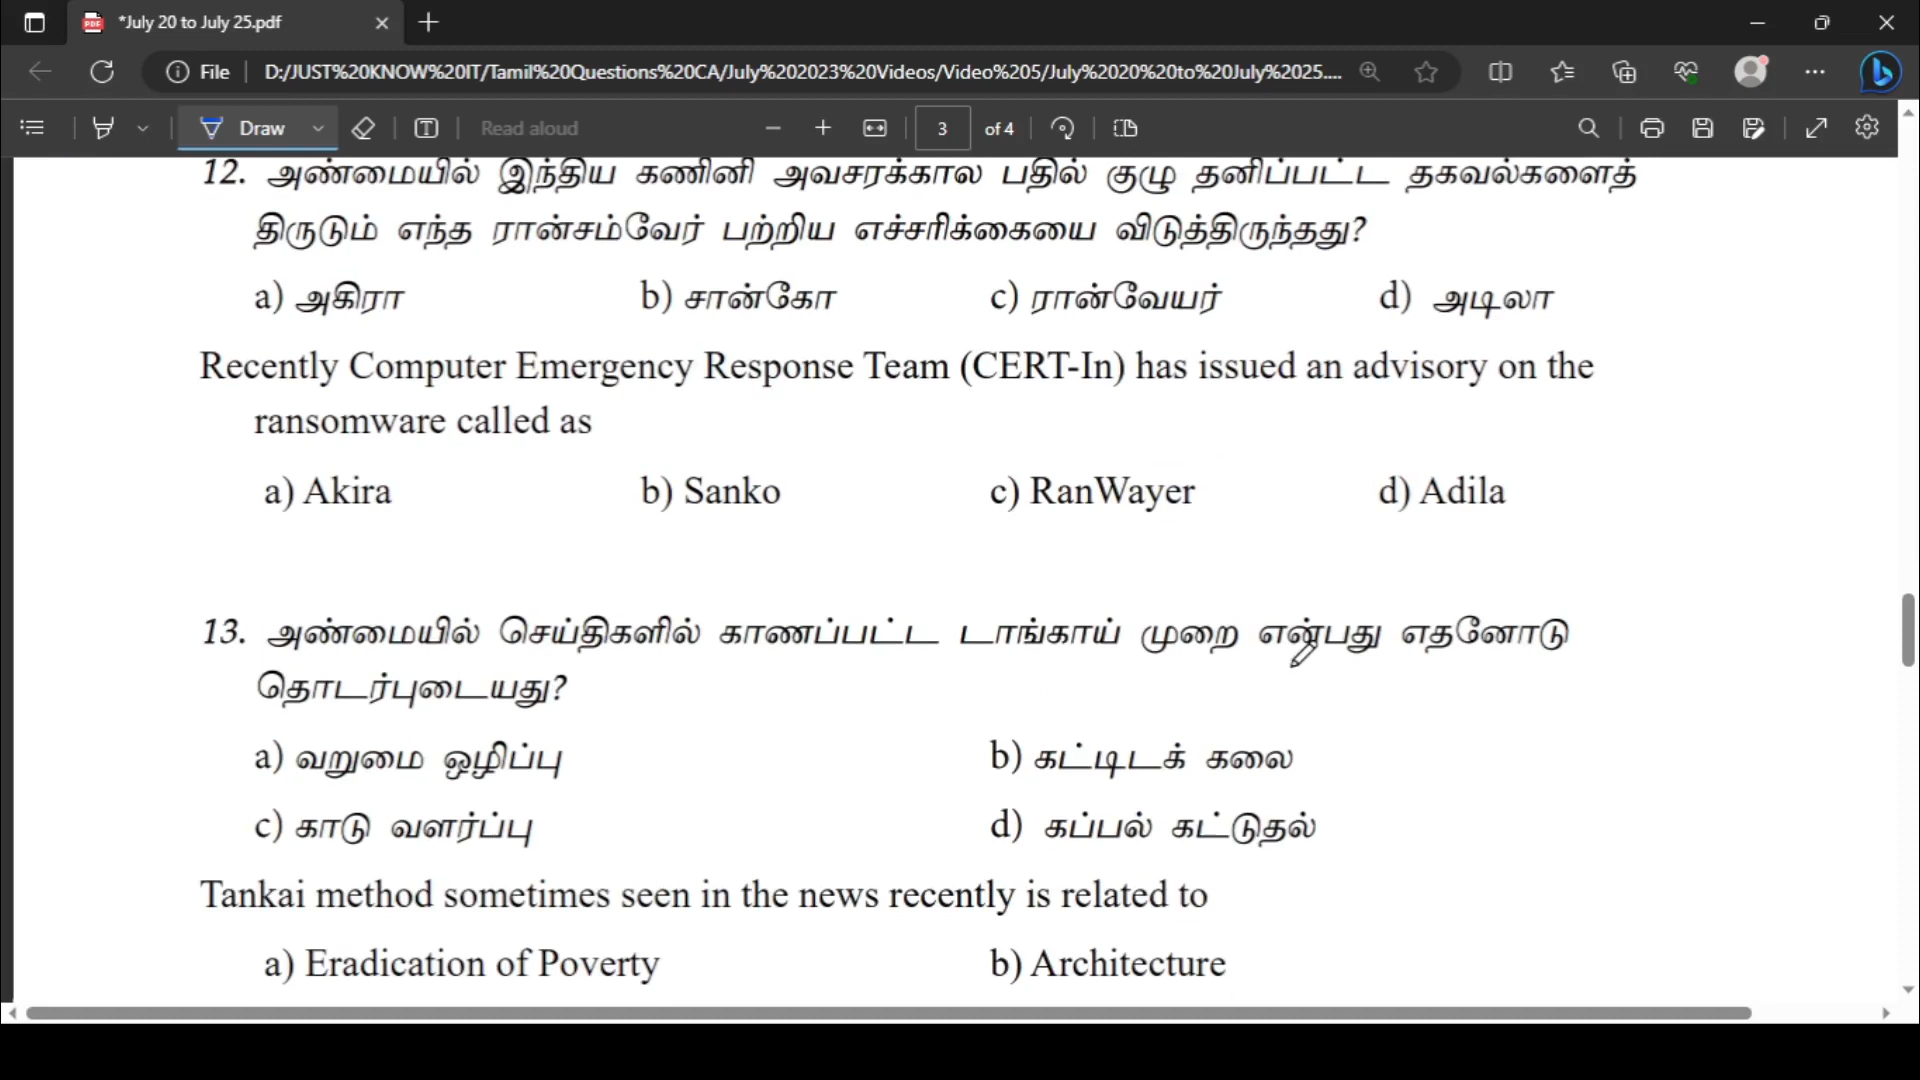 *July 20 to July 25.pdf
File
D:/JUST%20KNOW%20IT/Tamil%20Questions%20CA/July%202023%20Videos/Video%205/July%2020%20to%20July%2025....
Draw
Read aloud
3 of 4
12. அண்மையில் இந்திய கணினி அவசரக்கால பதில் குழு தனிப்பட்ட தகவல்களைத்
திருடும் எந்த ரான்சம்வேர் பற்றிய எச்சரிக்கையை விடுத்திருந்தது?
a) அகிரா b) சான்கோ c) ரான்வேயர் d) அடிலா
Recently Computer Emergency Response Team (CERT-In) has issued an advisory on the
ransomware called as
a) Akira b) Sanko c) RanWayer d) Adila
13. அண்மையில் செய்திகளில் காணப்பட்ட டாங்காய் முறை என்பது எதனோடு
தொடர்புடையது?
a) வறுமை ஒழிப்பு b) கட்டிடக் கலை
c) காடு வளர்ப்பு d) கப்பல் கட்டுதல்
Tankai method sometimes seen in the news recently is related to
a) Eradication of Poverty b) Architecture